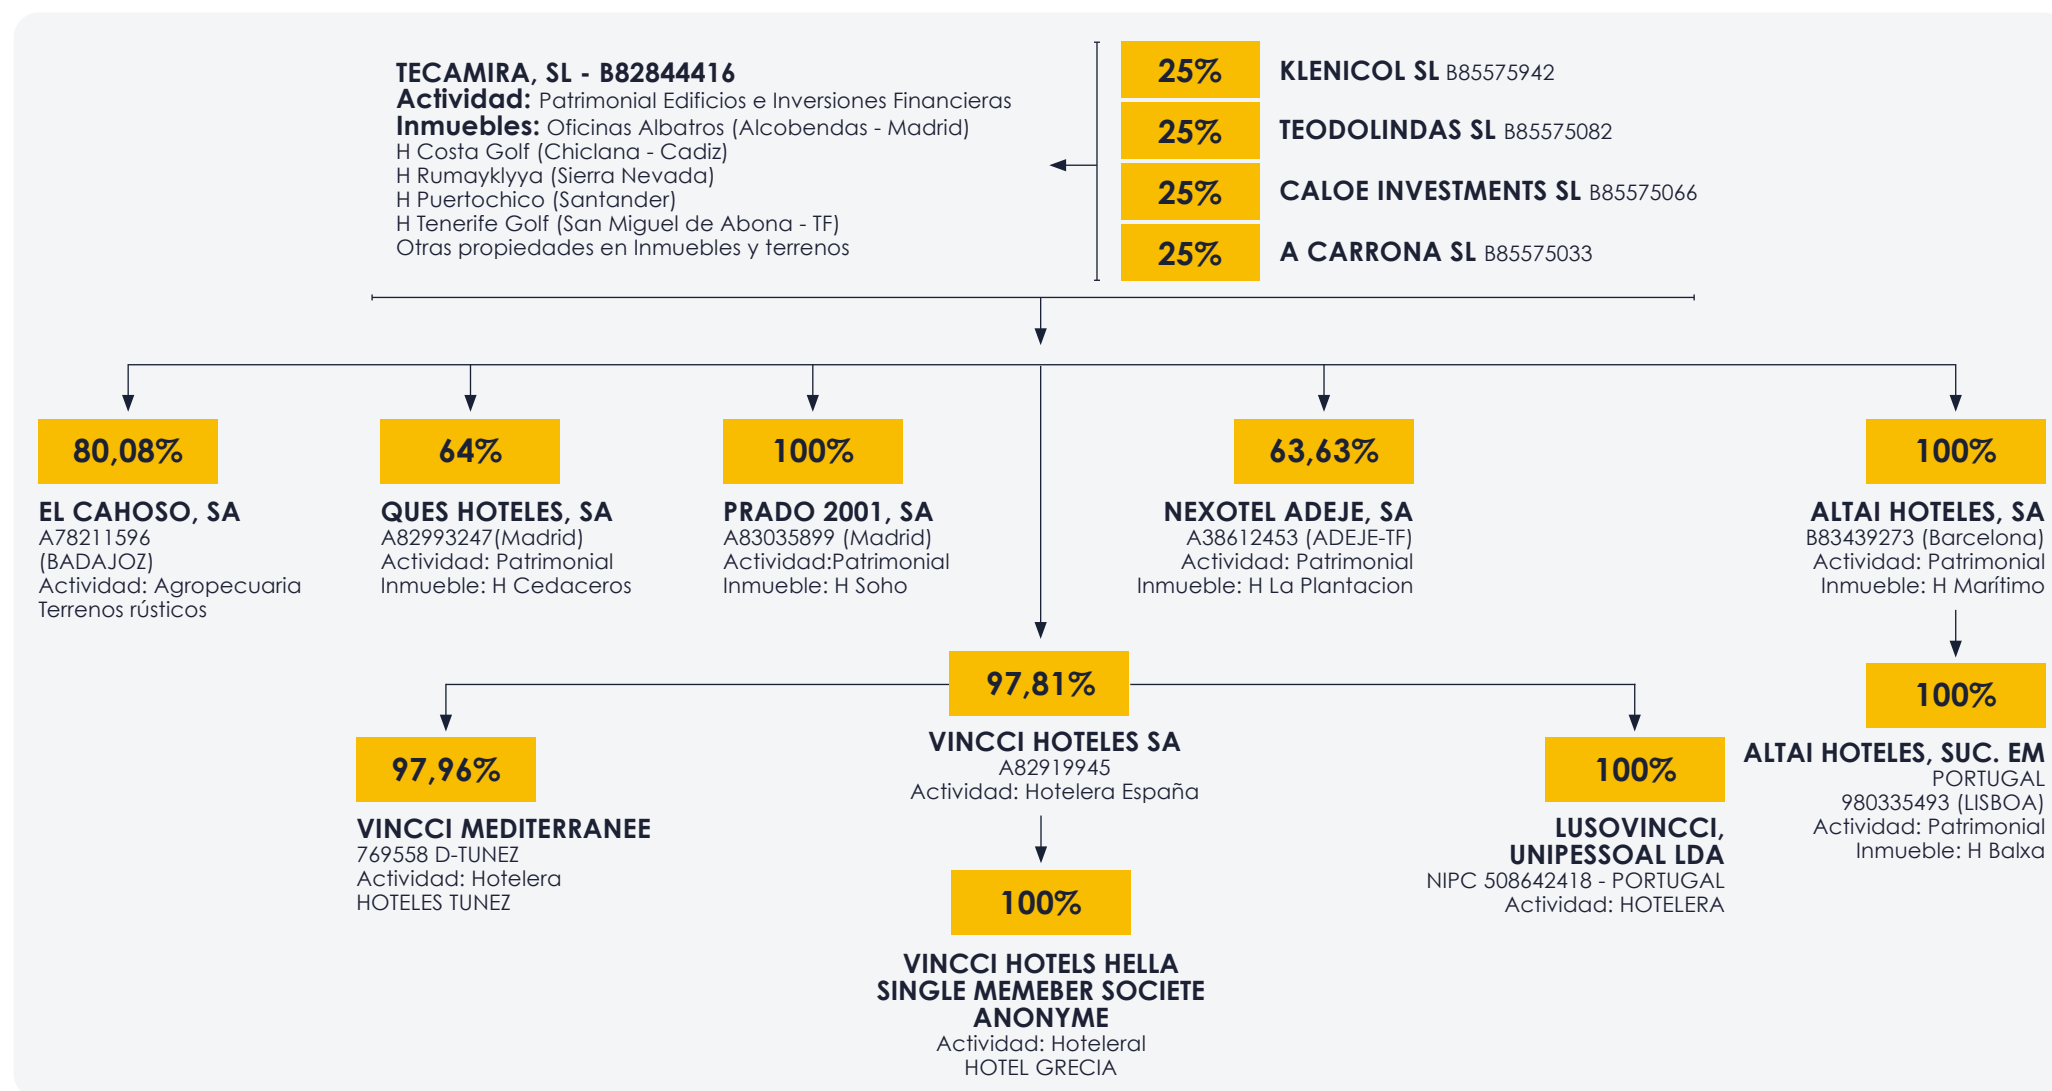 TECAMIRA, SL - B82844416
Actividad: Patrimonial Edificios e Inversiones Financieras
Inmuebles: Oficinas Albatros (Alcobendas - Madrid)
H Costa Golf (Chiclana - Cadiz)
H Rumayklyya (Sierra Nevada)
H Puertochico (Santander)
H Tenerife Golf (San Miguel de Abona - TF)
Otras propiedades en Inmuebles y terrenos
25% KLENICOL SL B85575942
25% TEODOLINDAS SL B85575082
25% CALOE INVESTMENTS SL B85575066
25% A CARRONA SL B85575033
80,08%
EL CAHOSO, SA
A78211596
(BADAJOZ)
Actividad: Agropecuaria
Terrenos rústicos
64%
QUES HOTELES, SA
A82993247(Madrid)
Actividad: Patrimonial
Inmueble: H Cedaceros
100%
PRADO 2001, SA
A83035899 (Madrid)
Actividad:Patrimonial
Inmueble: H Soho
63,63%
NEXOTEL ADEJE, SA
A38612453 (ADEJE-TF)
Actividad: Patrimonial
Inmueble: H La Plantacion
100%
ALTAI HOTELES, SA
B83439273 (Barcelona)
Actividad: Patrimonial
Inmueble: H Marítimo
97,81%
VINCCI HOTELES SA
A82919945
Actividad: Hotelera España
97,96%
VINCCI MEDITERRANEE
769558 D-TUNEZ
Actividad: Hotelera
HOTELES TUNEZ
100%
VINCCI HOTELS HELLA
SINGLE MEMEBER SOCIETE
ANONYME
Actividad: Hoteleral
HOTEL GRECIA
100%
LUSOVINCCI,
UNIPESSOAL LDA
NIPC 508642418 - PORTUGAL
Actividad: HOTELERA
100%
ALTAI HOTELES, SUC. EM
PORTUGAL
980335493 (LISBOA)
Actividad: Patrimonial
Inmueble: H Balxa